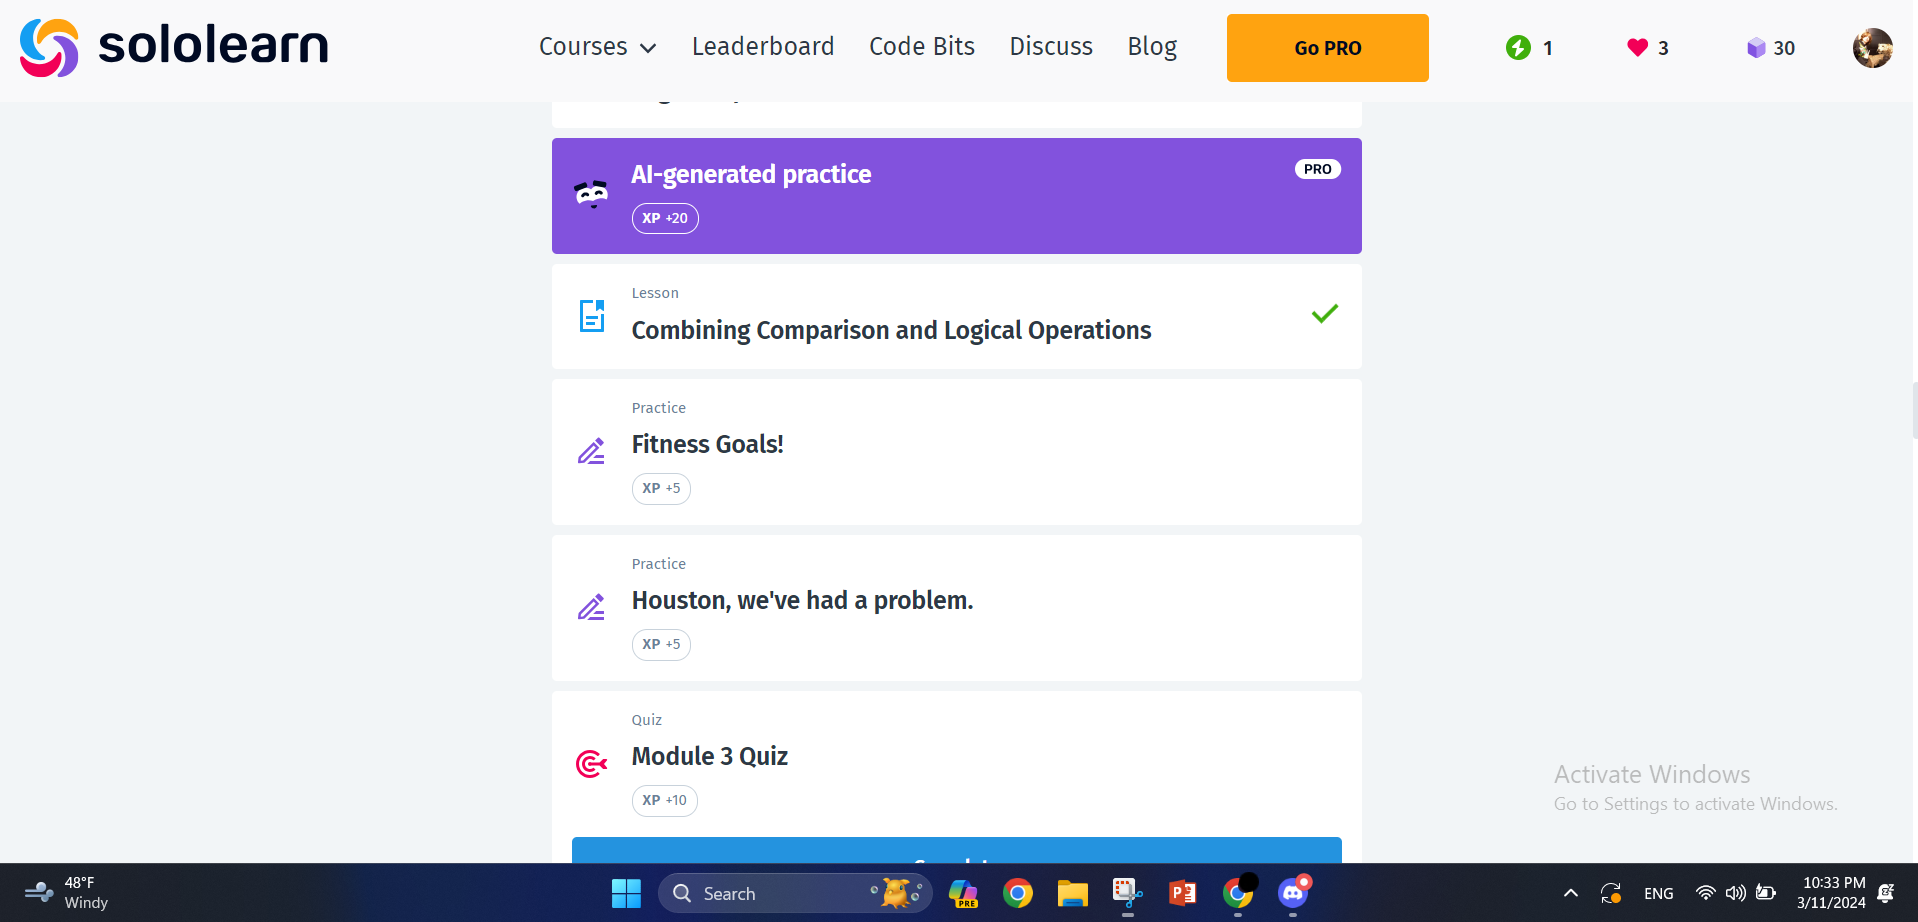 sololearn
Courses
Leaderboard
Code Bits
Discuss
Blog
Go PRO
1
3
30
AI-generated practice
PRO
XP +20
Lesson
Combining Comparison and Logical Operations
Practice
Fitness Goals!
XP +5
Practice
Houston, we've had a problem.
XP +5
Quiz
Module 3 Quiz
XP +10
Activate Windows
Go to Settings to activate Windows.
48°F
Windy
Search
PRE
ENG
10:33 PM
3/11/2024